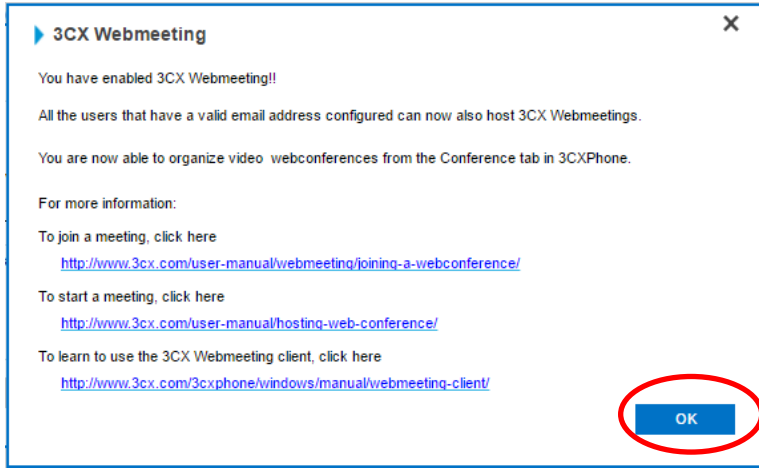 3CX Webmeeting
You have enabled 3CX Webmeeting!!
All the users that have a valid email address configured can now also host 3CX Webmeetings.
You are now able to organize video  webconferences from the Conference tab in 3CXPhone.
For more information:
To join a meeting, click here
http://www.3cx.com/user-manual/webmeeting/joining-a-webconference/
To start a meeting, click here
http://www.3cx.com/user-manual/hosting-web-conference/
To learn to use the 3CX Webmeeting client, click here
http://www.3cx.com/3cxphone/windows/manual/webmeeting-client/
OK